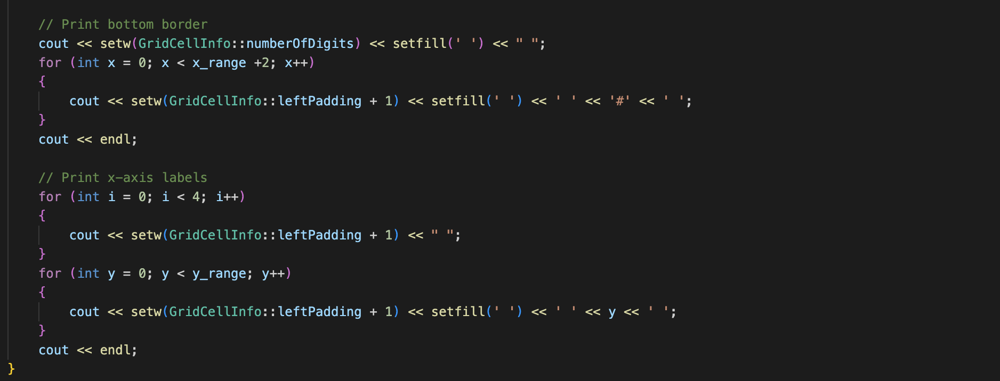 // Print bottom border
cout << setw(GridCellInfo::numberOfDigits) << setfill(' ') << " ";
for (int x = 0; x < x_range +2; x++)
{
    cout << setw(GridCellInfo::leftPadding + 1) << setfill(' ') << ' ' << '#' << ' ';
}
cout << endl;

// Print x-axis labels
for (int i = 0; i < 4; i++)
{
    cout << setw(GridCellInfo::leftPadding + 1) << " ";
}
for (int y = 0; y < y_range; y++)
{
    cout << setw(GridCellInfo::leftPadding + 1) << setfill(' ') << ' ' << y << ' ';
}
cout << endl;
}